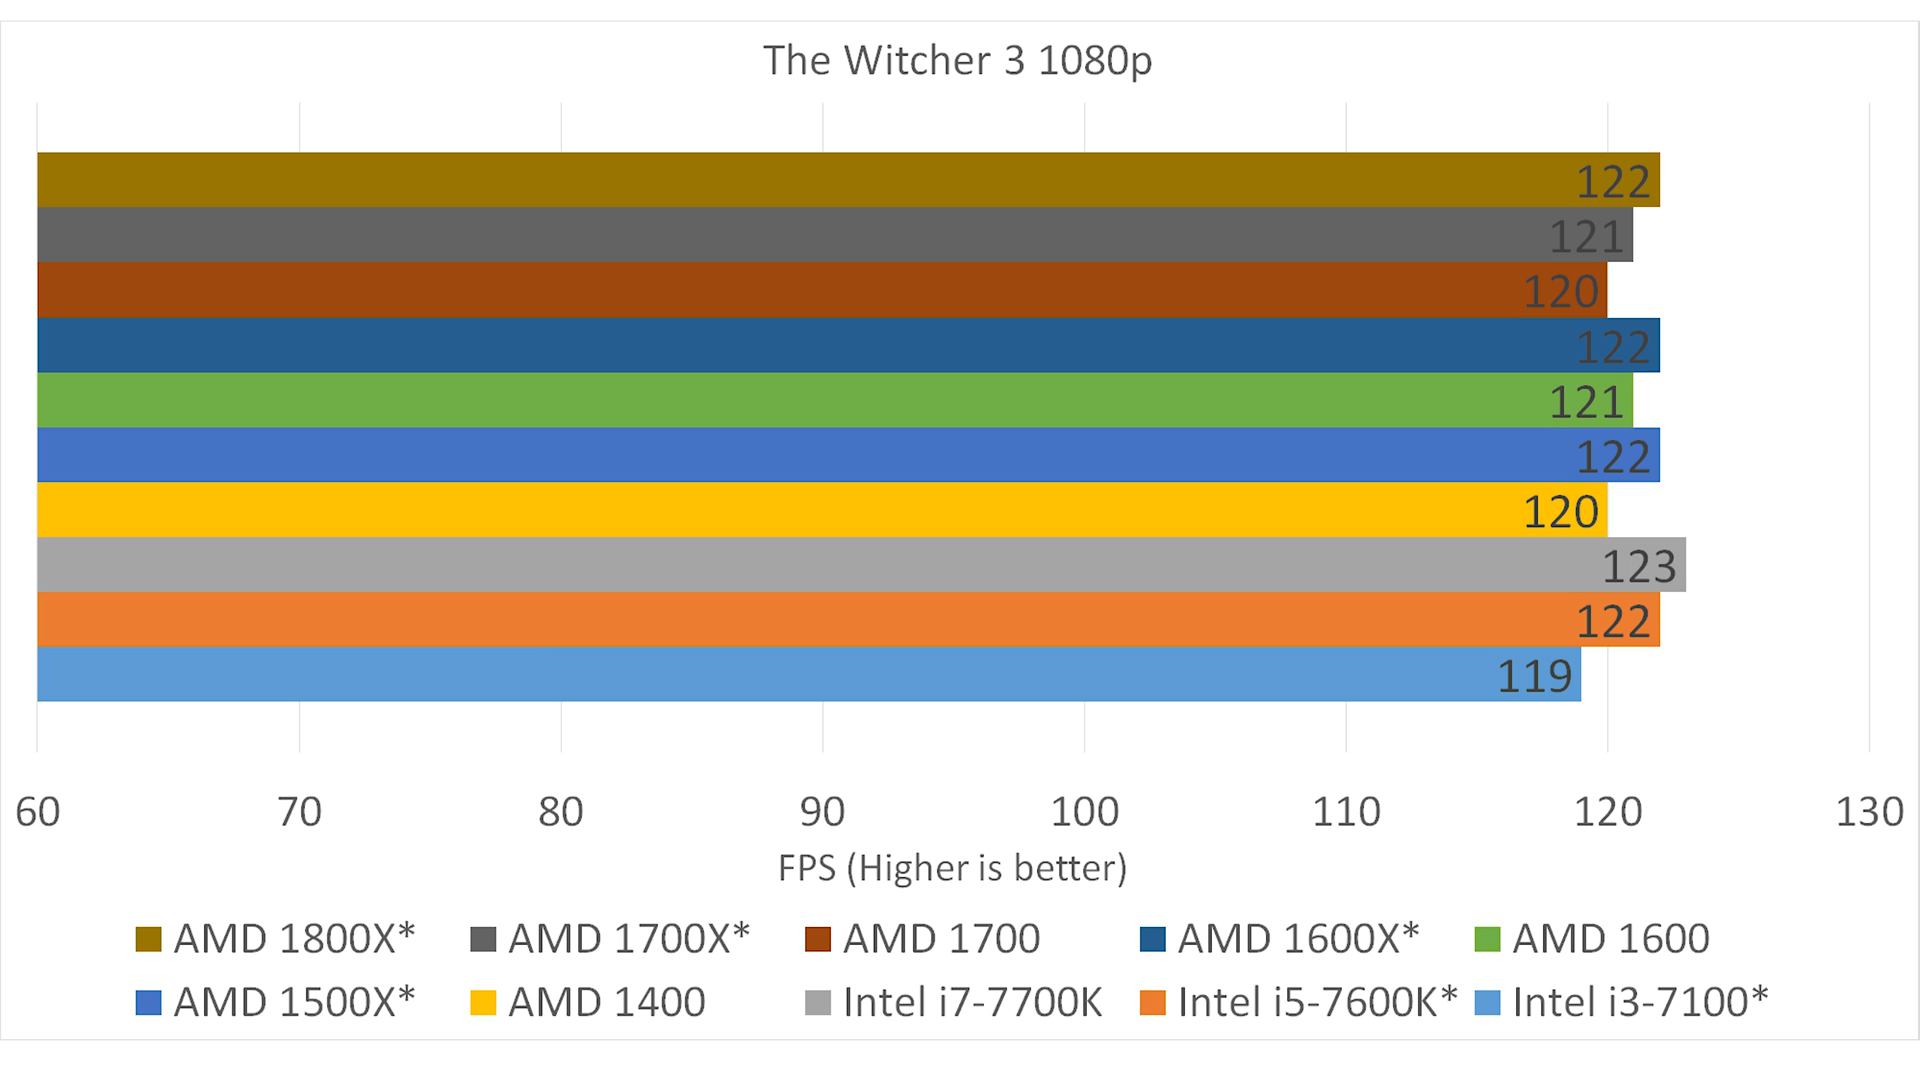 The Witcher 3 1080p
122
121
120
122
121
122
120
123
122
119
60 70 80 90 100 110 120 130
FPS (Higher is better)
AMD 1800X* AMD 1700X* AMD 1700 AMD 1600X* AMD 1600
AMD 1500X* AMD 1400 Intel i7-7700K Intel i5-7600K* Intel i3-7100*